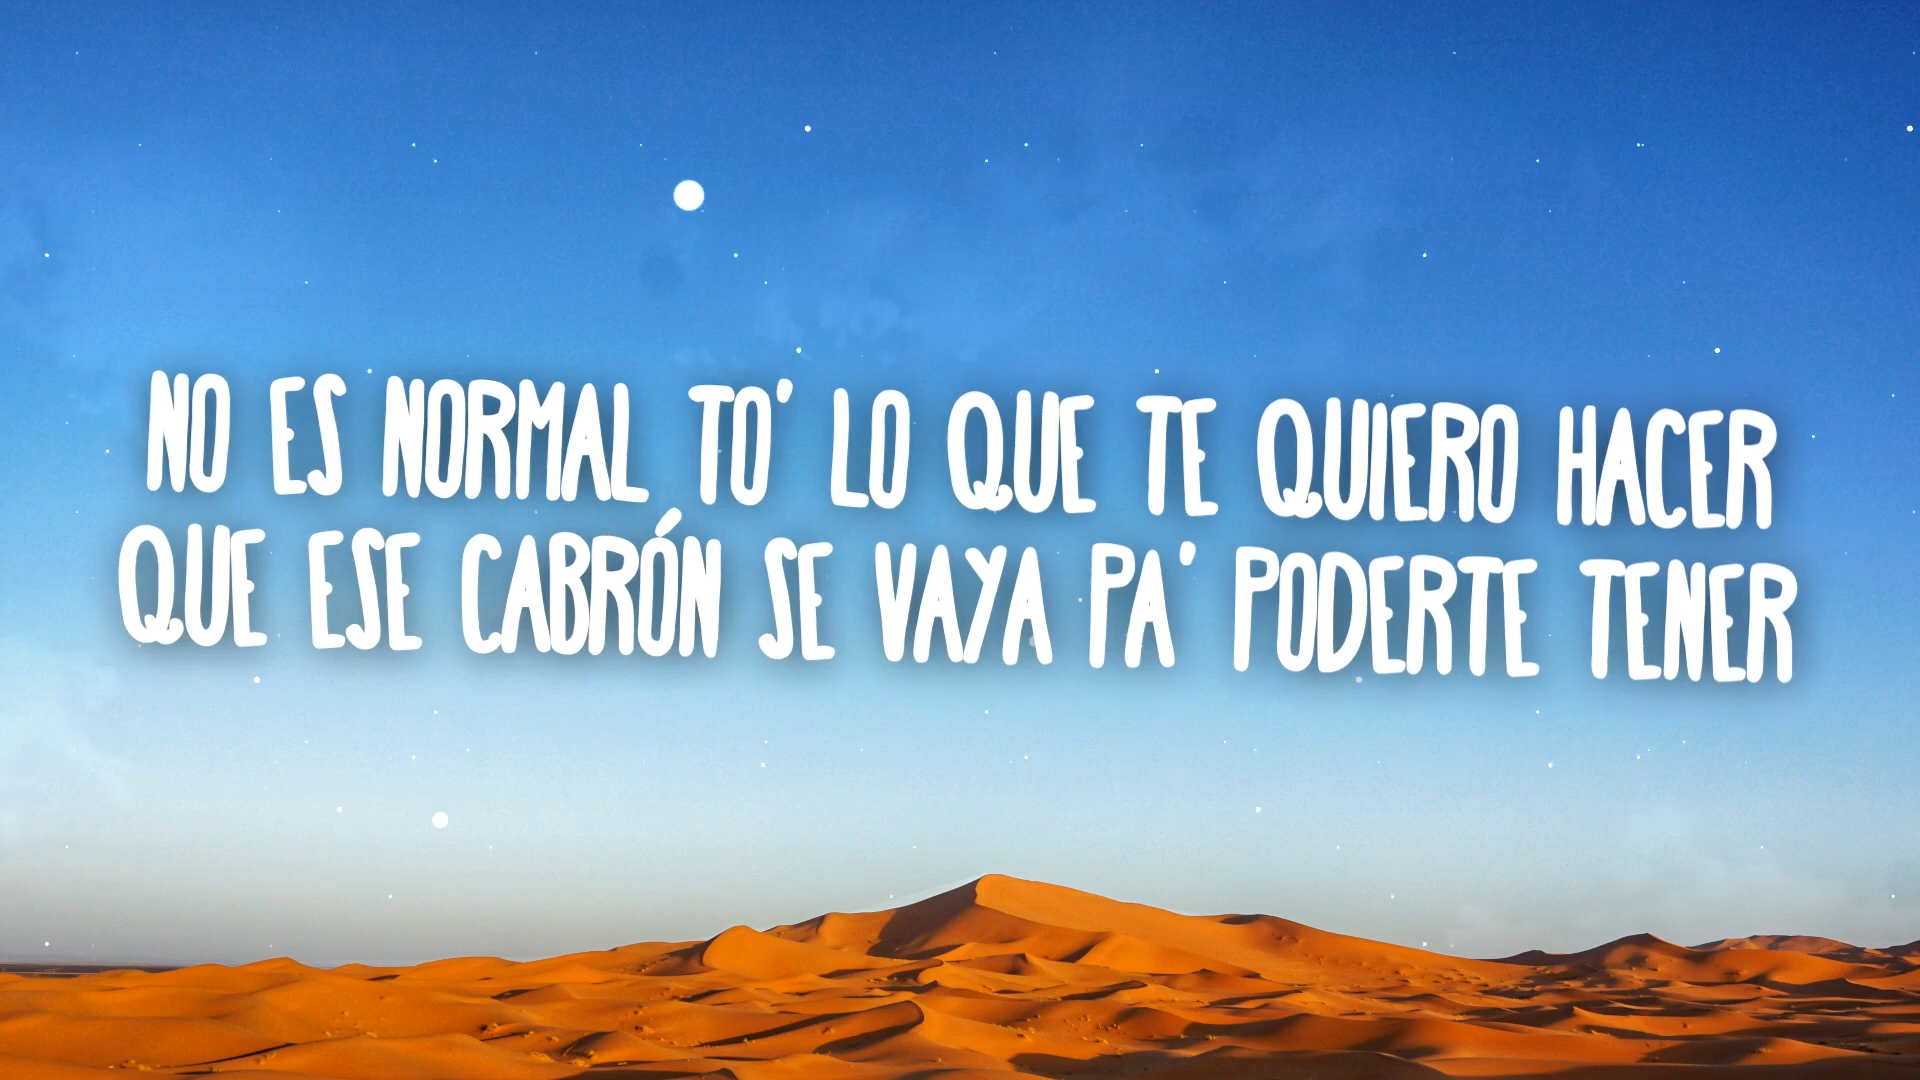 NO ES NORMAL TO' LO QUE TE QUIERO HACER
QUE ESE CABRÓN SE VAYA PA' PODERTE TENER